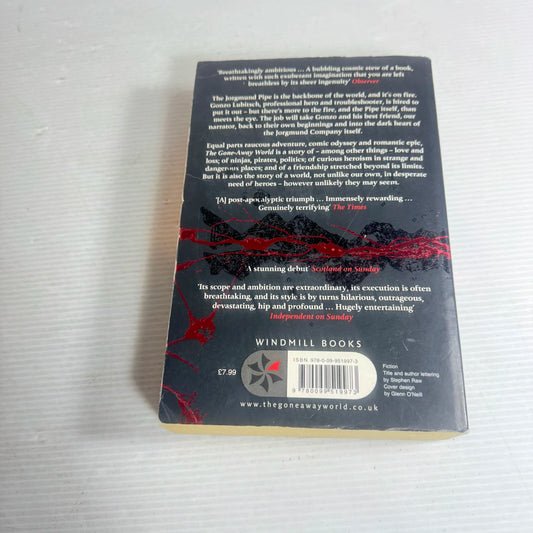 'Breathtakingly ambitious ... A bubbling cosmic stew of a book,
written with such exuberant imagination that you are left
breathless by its sheer ingenuity' Observer
The Jorgmund Pipe is the backbone of the world, and it's on fire.
Gonzo Lubitsch, professional hero and troubleshooter, is hired to
put it out – but there's more to the fire, and the Pipe itself, than
meets the eye. The job will take Gonzo and his best friend, our
narrator, back to their own beginnings and into the dark heart of
the Jorgmund Company itself.
Equal parts raucous adventure, comic odyssey and romantic epic,
The Gone-Away World is a story of – among other things – love and
loss; of ninjas, pirates, politics; of curious heroism in strange and
dangerous places; and of a friendship stretched beyond its limits.
But it is also the story of a world, not unlike our own, in desperate
need of heroes – however unlikely they may seem.
'[A] post-apocalyptic triumph ... Immensely rewarding ...
Genuinely terrifying' The Times
'A stunning debut' Scotland on Sunday
'Its scope and ambition are extraordinary, its execution is often
breathtaking, and its style is by turns hilarious, outrageous,
devastating, hip and profound ... Hugely entertaining'
Independent on Sunday
WINDMILL BOOKS
£7.99
ISBN 978-0-09-951997-3
9 780099 519973
Fiction
Title and author lettering
by Stephen Raw
Cover design
by Glenn O'Neill
www.thegoneawayworld.co.uk